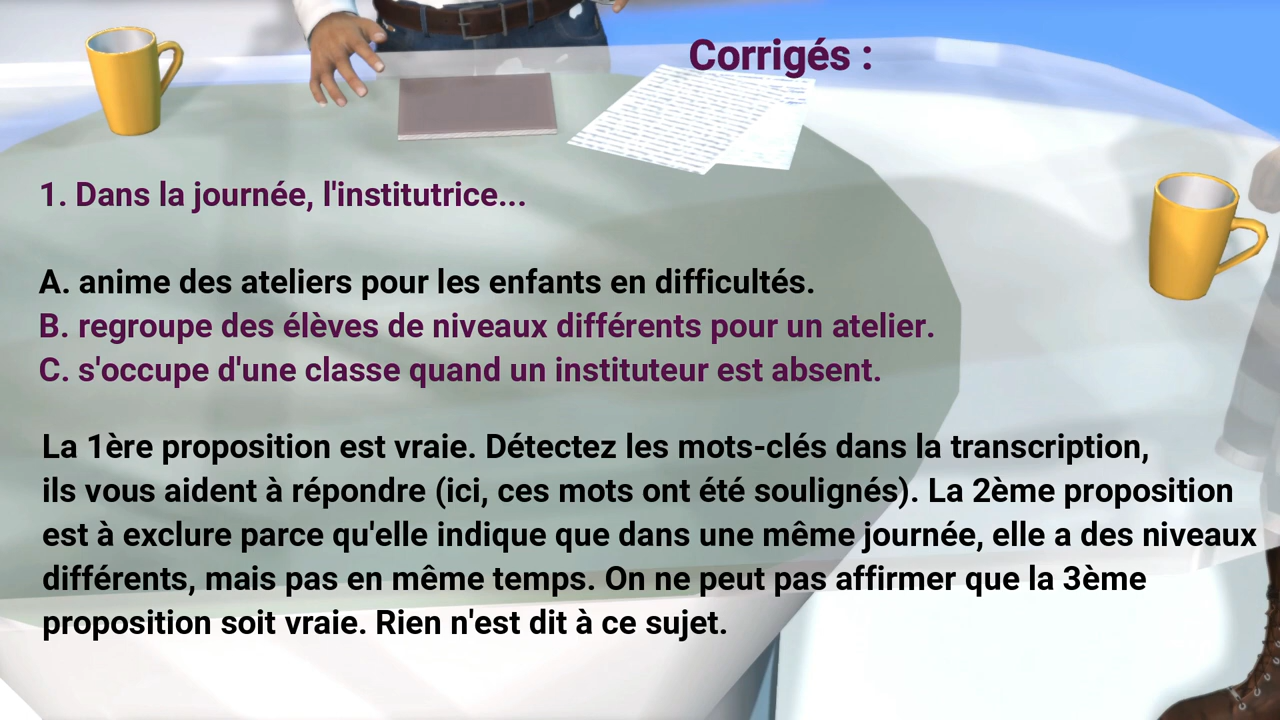 Corrigés :
1. Dans la journée, l'institutrice...
A. anime des ateliers pour les enfants en difficultés.
B. regroupe des élèves de niveaux différents pour un atelier.
C. s'occupe d'une classe quand un instituteur est absent.
La 1ère proposition est vraie. Détectez les mots-clés dans la transcription,
ils vous aident à répondre (ici, ces mots ont été soulignés). La 2ème proposition
est à exclure parce qu'elle indique que dans une même journée, elle a des niveaux
différents, mais pas en même temps. On ne peut pas affirmer que la 3ème
proposition soit vraie. Rien n'est dit à ce sujet.